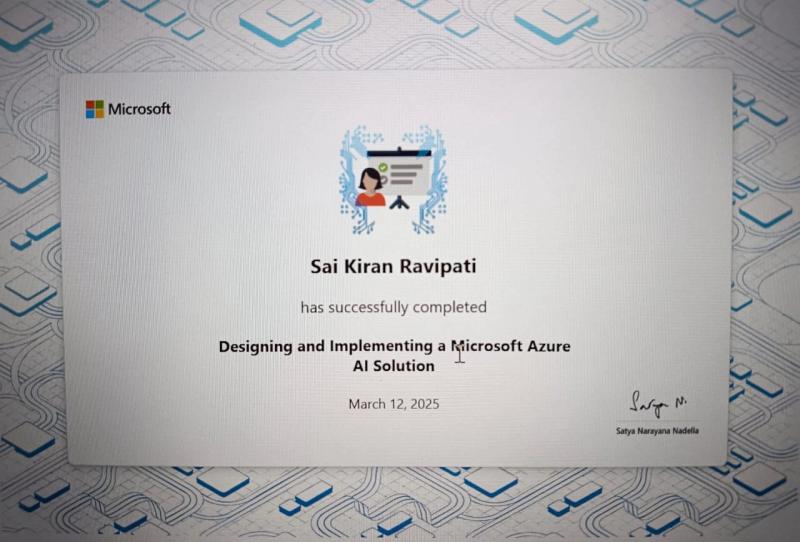 Microsoft
Sai Kiran Ravipati
has successfully completed
Designing and Implementing a Microsoft Azure
AI Solution
March 12, 2025
Satya N.
Satya Narayana Nadella